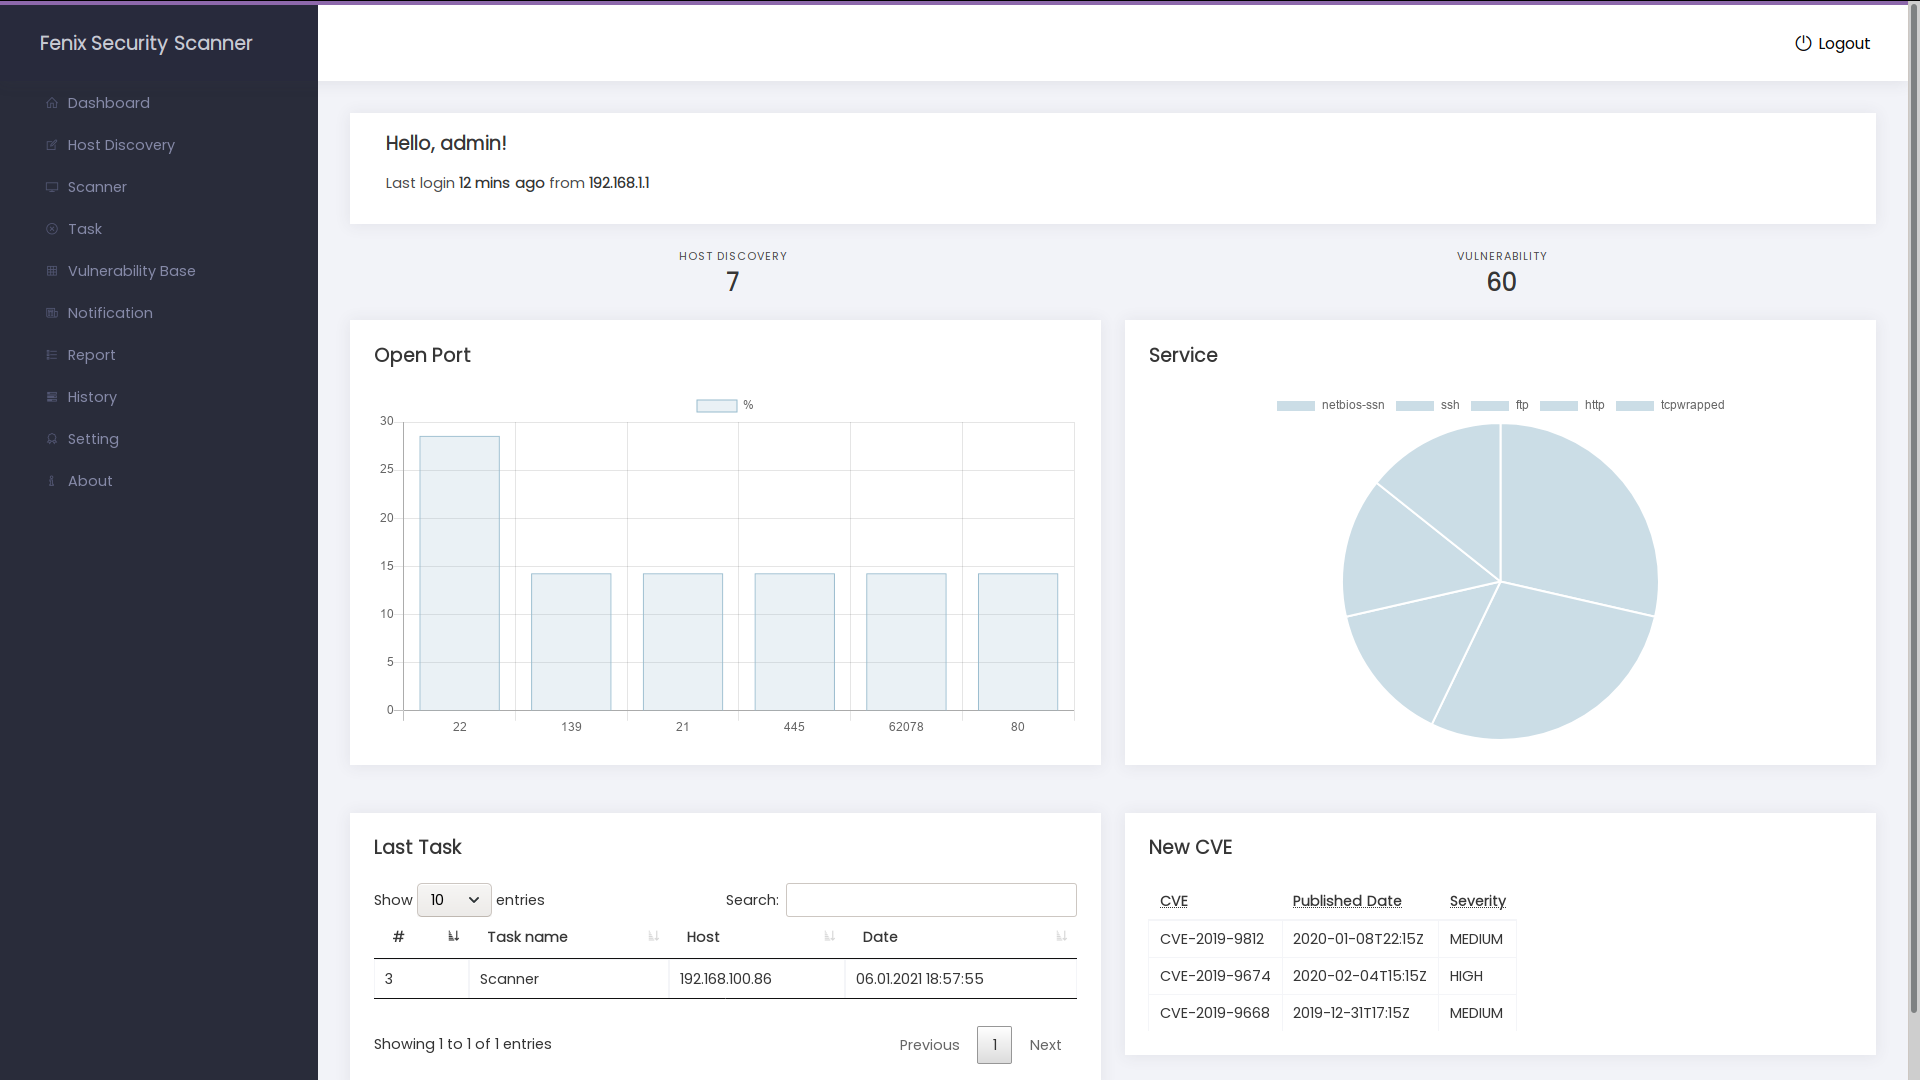 Fenix Security Scanner
Logout
Dashboard
Host Discovery
Scanner
Task
Vulnerability Base
Notification
Report
History
Setting
About
Hello, admin!
Last login 12 mins ago from 192.168.1.1
HOST DISCOVERY
7
VULNERABILITY
60
Open Port
%
30
25
20
15
10
5
0
22 139 21 445 62078 80
Service
netbios-ssn ssh ftp http tcpwrapped
Last Task
Show 10 entries Search:
# Task name Host Date
3 Scanner 192.168.100.86 06.01.2021 18:57:55
Showing 1 to 1 of 1 entries Previous 1 Next
New CVE
CVE Published Date Severity
CVE-2019-9812 2020-01-08T22:15Z MEDIUM
CVE-2019-9674 2020-02-04T15:15Z HIGH
CVE-2019-9668 2019-12-31T17:15Z MEDIUM